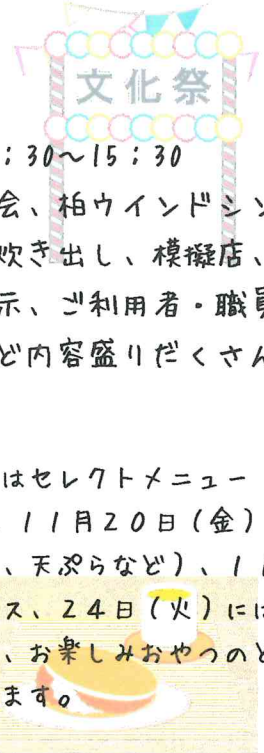 文化祭
:30~15:30
会、柏ウインドシン
炊き出し、模擬店、
示、ご利用者・職員
ど内容盛りだくさん
はセレクトメニュー
11月20日(金)
、天ぷらなど)、1
ス、24日(火)には
、お楽しみおやつのと
ます。